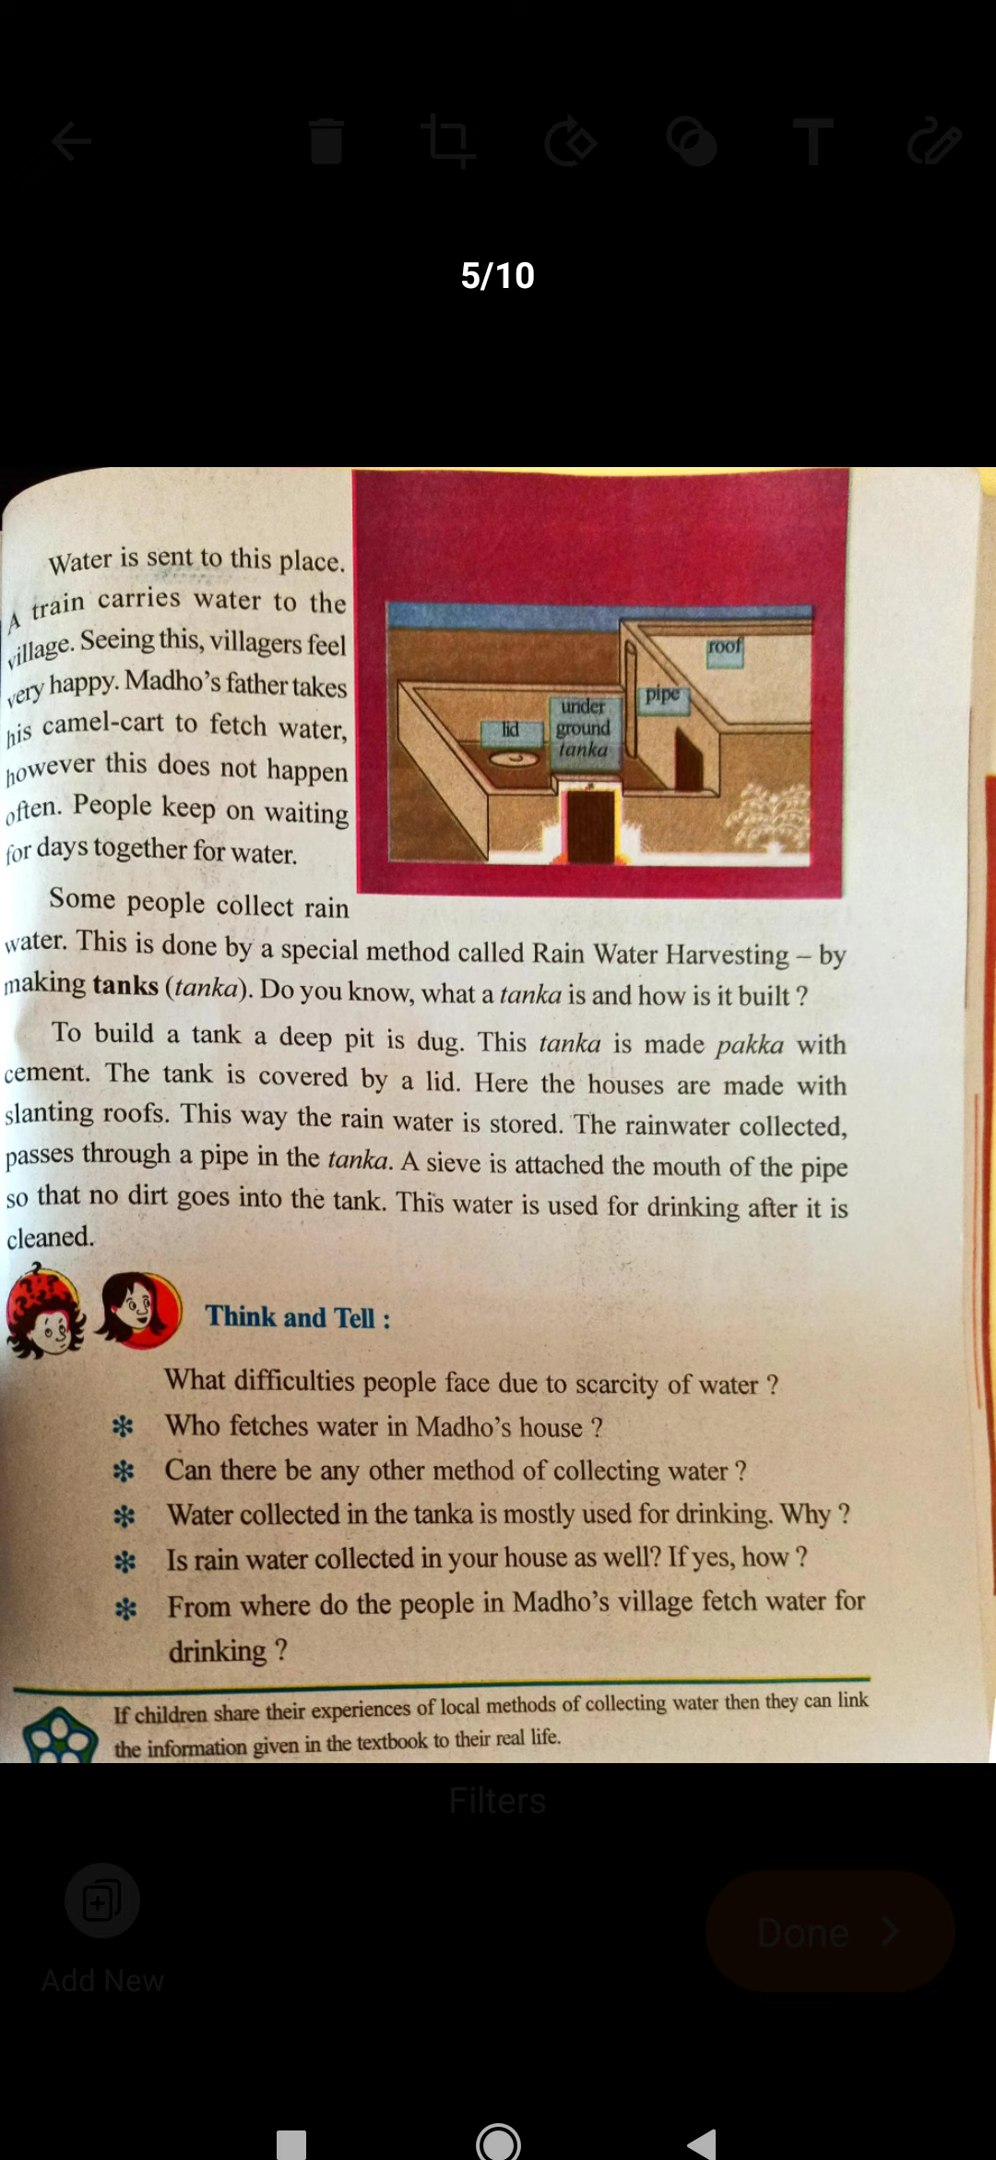 5/10
Water is sent to this place.
A train carries water to the
village. Seeing this, villagers feel
very happy. Madho's father takes
his camel-cart to fetch water,
however this does not happen
often. People keep on waiting
for days together for water.
roof
pipe
under
ground
tanka
lid
Some people collect rain
water. This is done by a special method called Rain Water Harvesting – by
making tanks (tanka). Do you know, what a tanka is and how is it built ?
To build a tank a deep pit is dug. This tanka is made pakka with
cement. The tank is covered by a lid. Here the houses are made with
slanting roofs. This way the rain water is stored. The rainwater collected,
passes through a pipe in the tanka. A sieve is attached the mouth of the pipe
so that no dirt goes into the tank. This water is used for drinking after it is
cleaned.
Think and Tell :
What difficulties people face due to scarcity of water ?
Who fetches water in Madho's house ?
Can there be any other method of collecting water ?
Water collected in the tanka is mostly used for drinking. Why ?
Is rain water collected in your house as well? If yes, how ?
From where do the people in Madho's village fetch water for
drinking ?
If children share their experiences of local methods of collecting water then they can link
the information given in the textbook to their real life.
Filters
Done
Add New